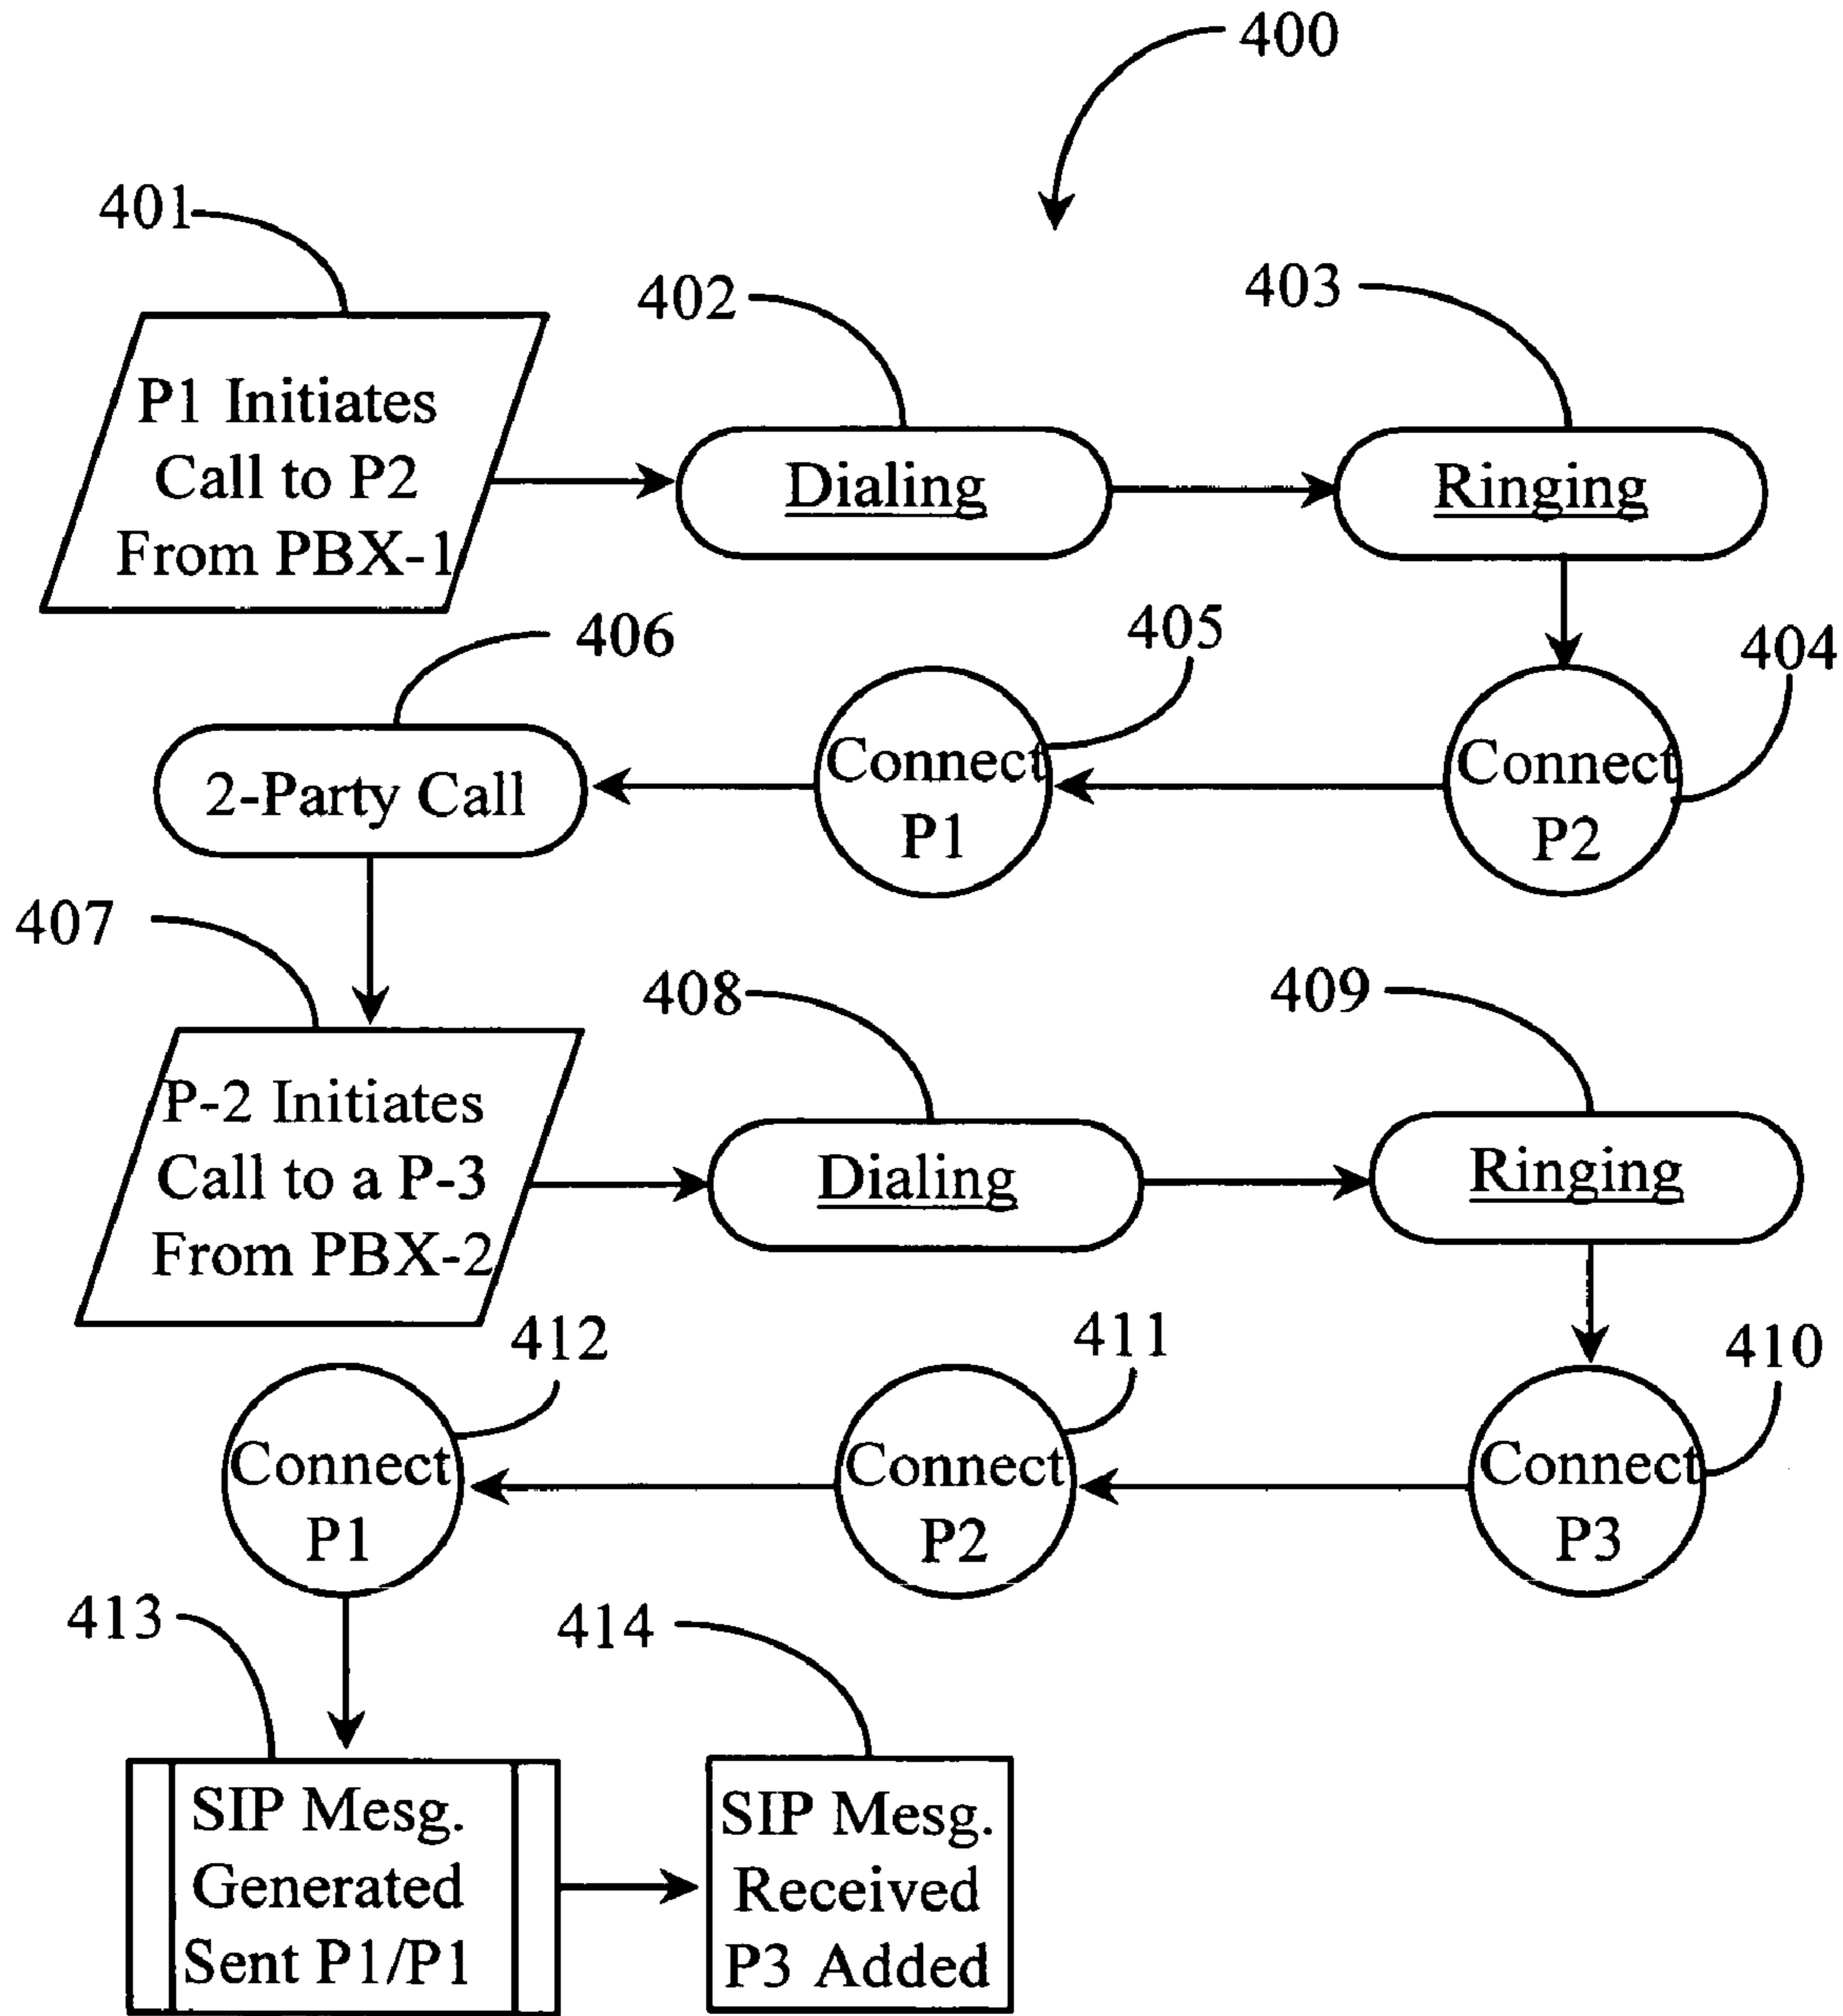 400
401
402
403
P1 Initiates
Call to P2
From PBX-1
Dialing
Ringing
406
405
404
2-Party Call
Connect
P1
Connect
P2
407
408
409
P-2 Initiates
Call to a P-3
From PBX-2
Dialing
Ringing
412
411
410
Connect
P1
Connect
P2
Connect
P3
413
414
SIP Mesg.
Generated
Sent P1/P1
SIP Mesg.
Received
P3 Added